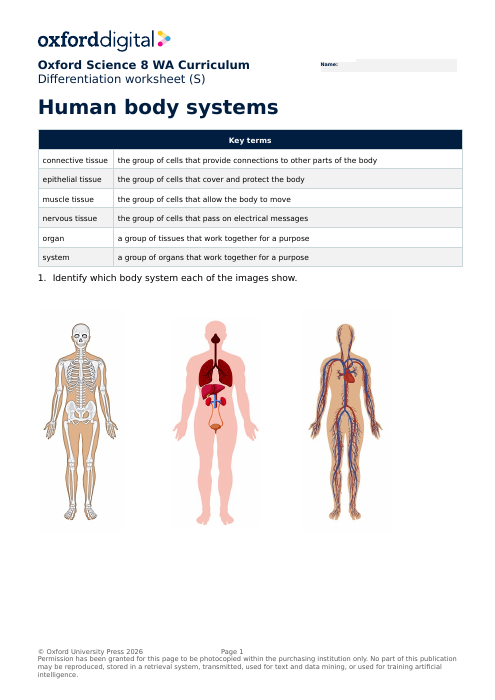 oxforddigital
Oxford Science 8 WA Curriculum
Name:
Differentiation worksheet (S)
Human body systems
Key terms
connective tissue the group of cells that provide connections to other parts of the body
epithelial tissue the group of cells that cover and protect the body
muscle tissue the group of cells that allow the body to move
nervous tissue the group of cells that pass on electrical messages
organ a group of tissues that work together for a purpose
system a group of organs that work together for a purpose
1. Identify which body system each of the images show.
© Oxford University Press 2026 Page 1
Permission has been granted for this page to be photocopied within the purchasing institution only. No part of this publication
may be reproduced, stored in a retrieval system, transmitted, used for text and data mining, or used for training artificial
intelligence.